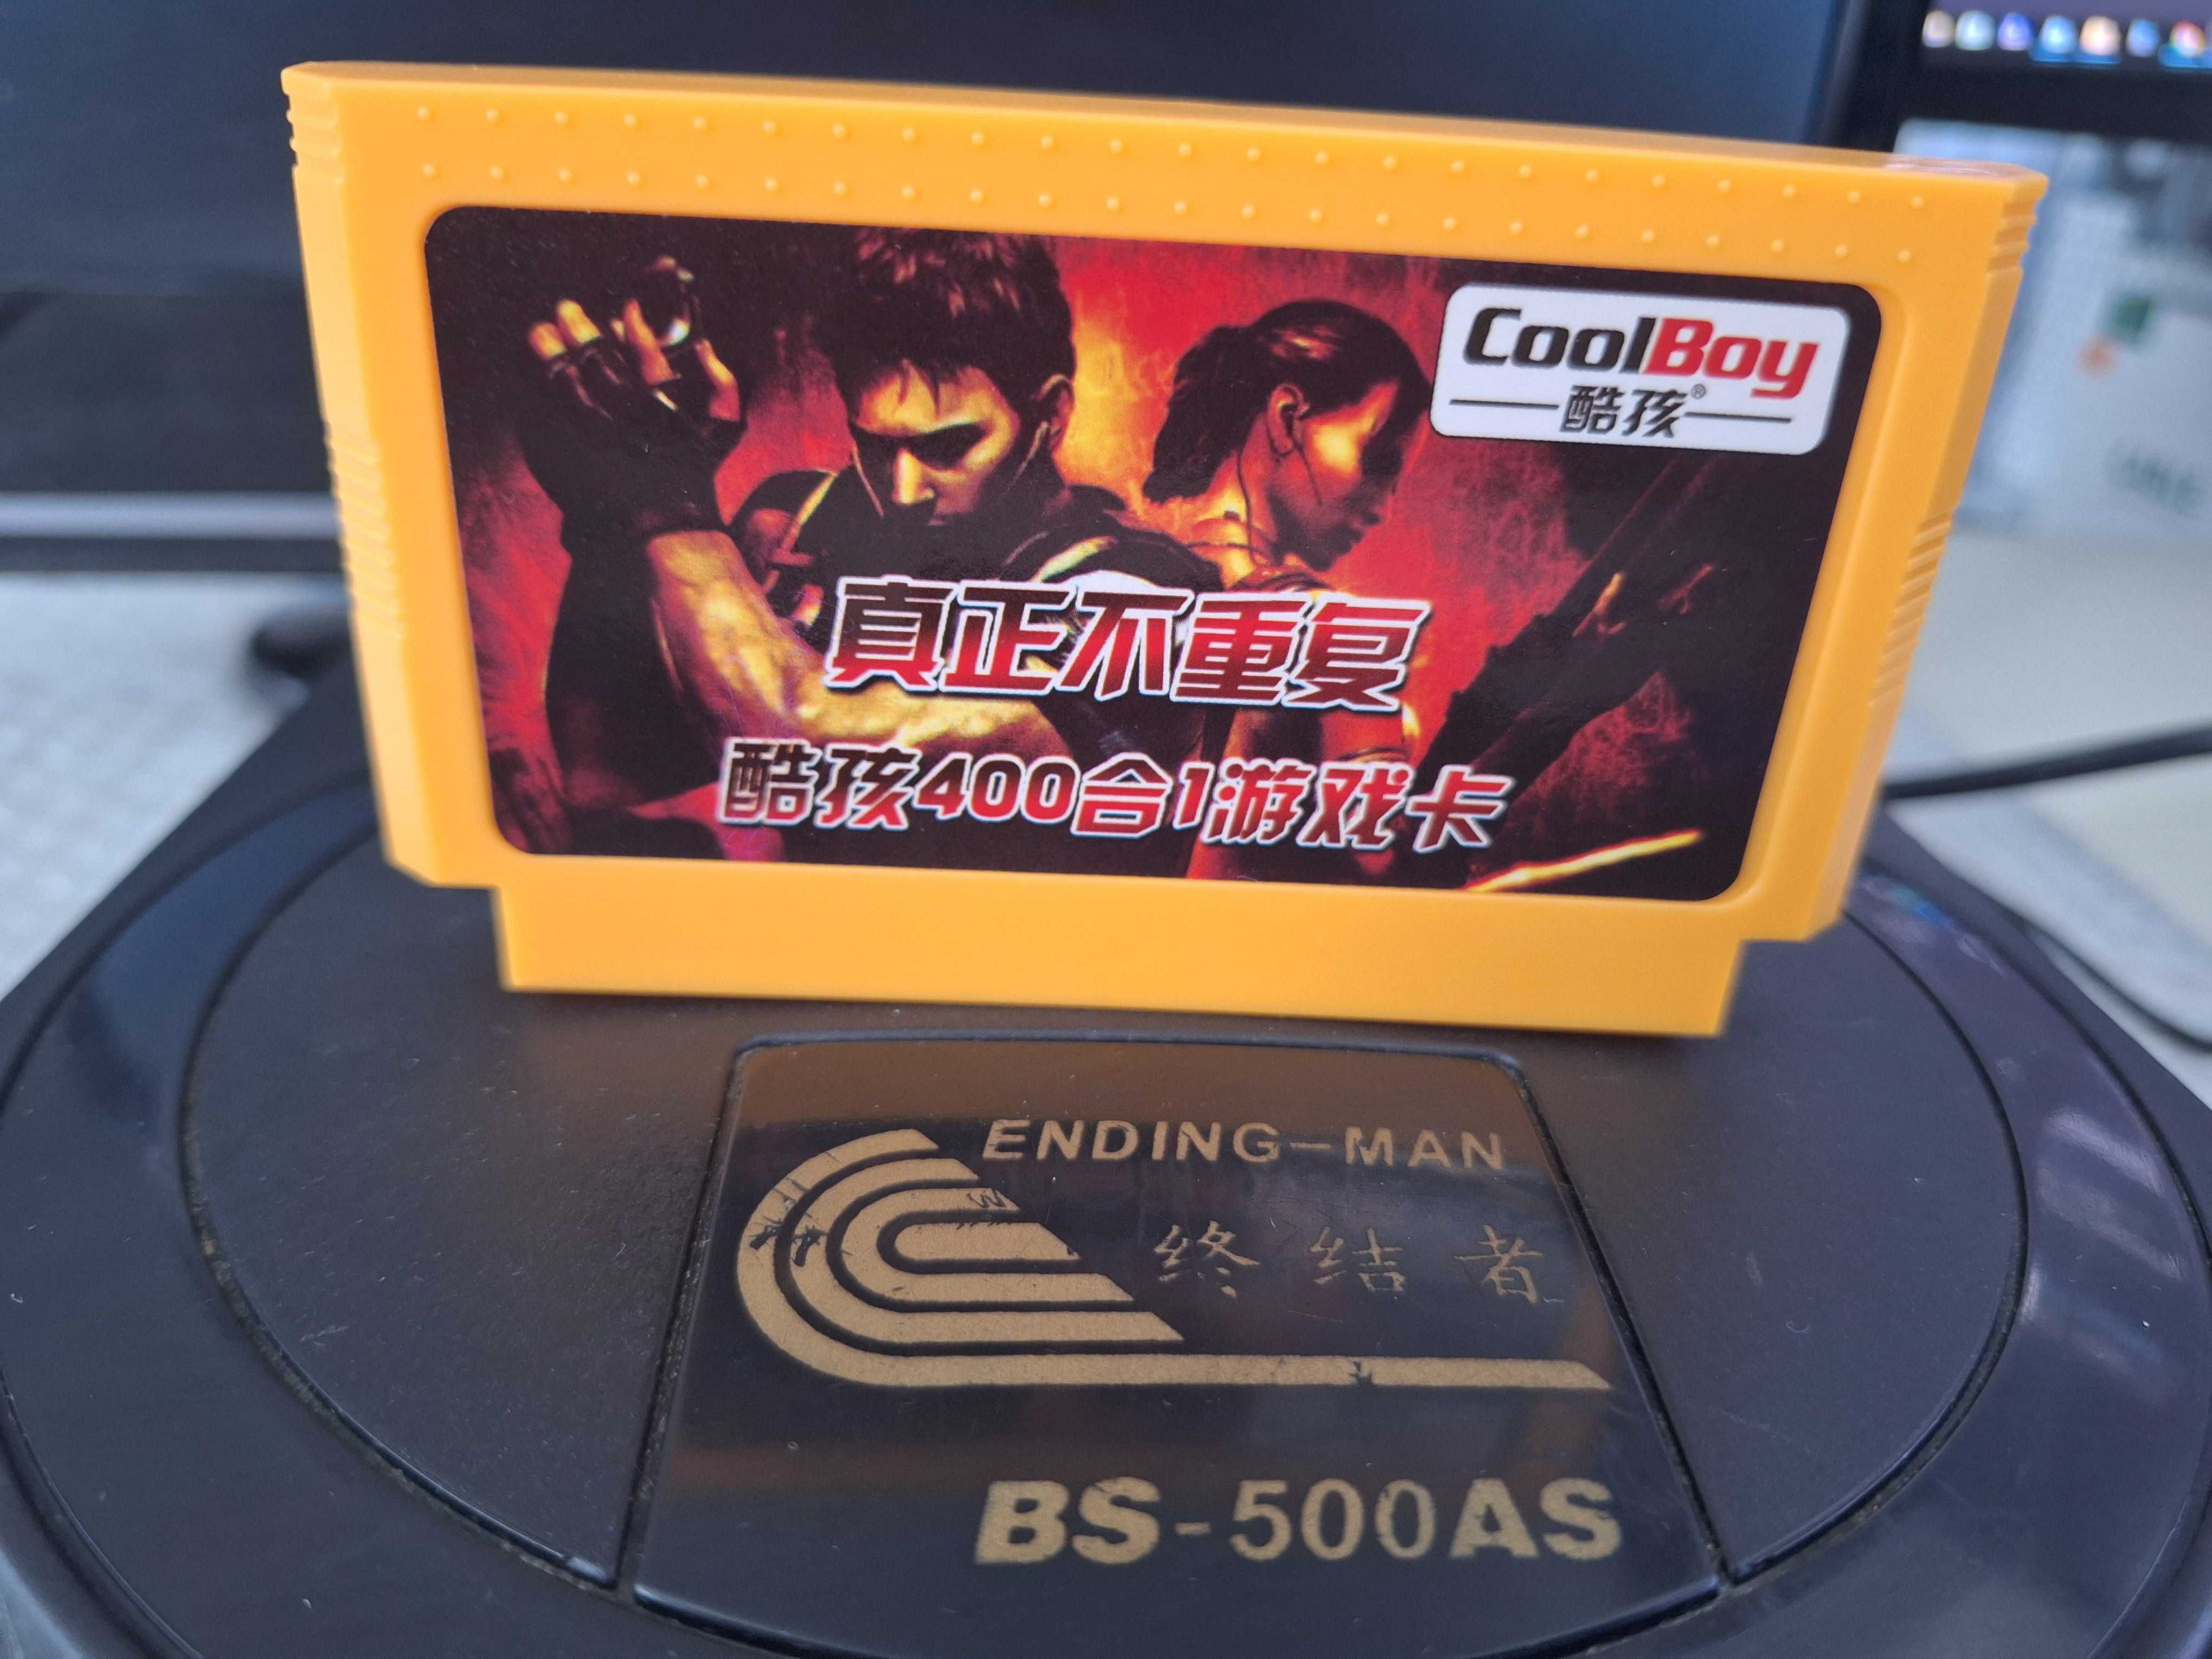 CoolBoy
酷孩®
真正不重复
酷孩400合1游戏卡
ENDING-MAN
终结者
BS-500AS